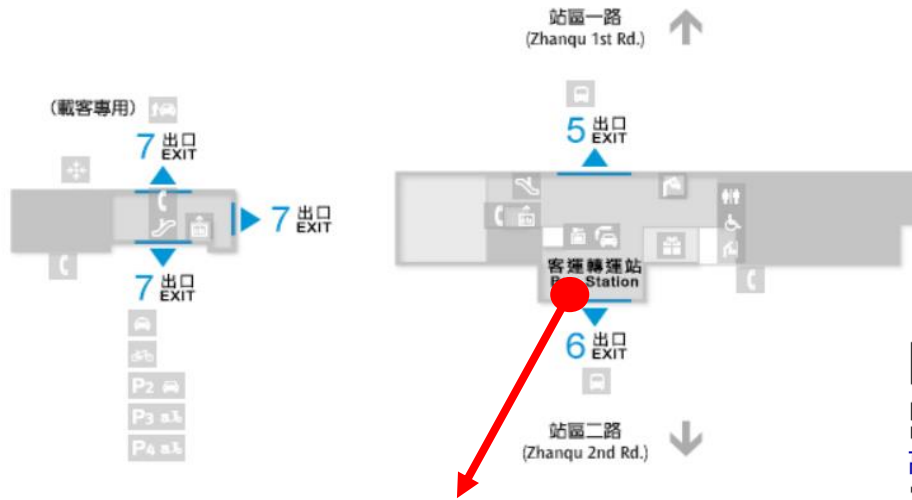 站區一路
(Zhanqu 1st Rd.)
(載客專用)
7 出口
EXIT
5 出口
EXIT
7 出口
EXIT
7 出口
EXIT
客運轉運站
Station
6 出口
EXIT
P2
P3
P4
站區二路
(Zhanqu 2nd Rd.)